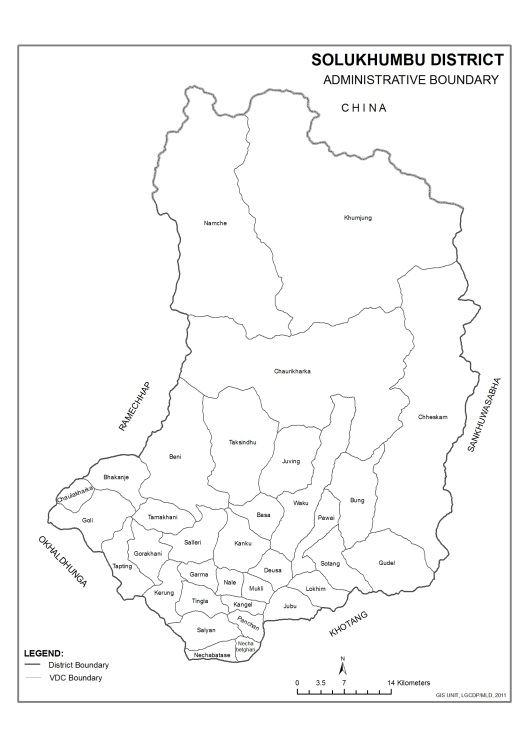 SOLUKHUMBU DISTRICT
ADMINISTRATIVE BOUNDARY
CHINA
Namche
Khumjung
Chaurikharka
RAMECHHAP
SANKHUWASABHA
Chheskam
Taksindhu
Beni
Juving
Bhakanje
Chaulakharka
Goli
Tamakhani
Basa
Waku
Pawai
Bung
OKHALDHUNGA
Salleri
Kanku
Gorakhani
Tapting
Garma
Deusa
Sotang
Gudel
Nale
Mukli
Lokhim
Kerung
Tingla
Kangel
Jubu
Panchan
Salyan
KHOTANG
Necha
betghari
Nechabatase
LEGEND:
District Boundary
VDC Boundary
N
0 3.5 7 14 Kilometers
GIS UNIT, LGCDP/MLD, 2011